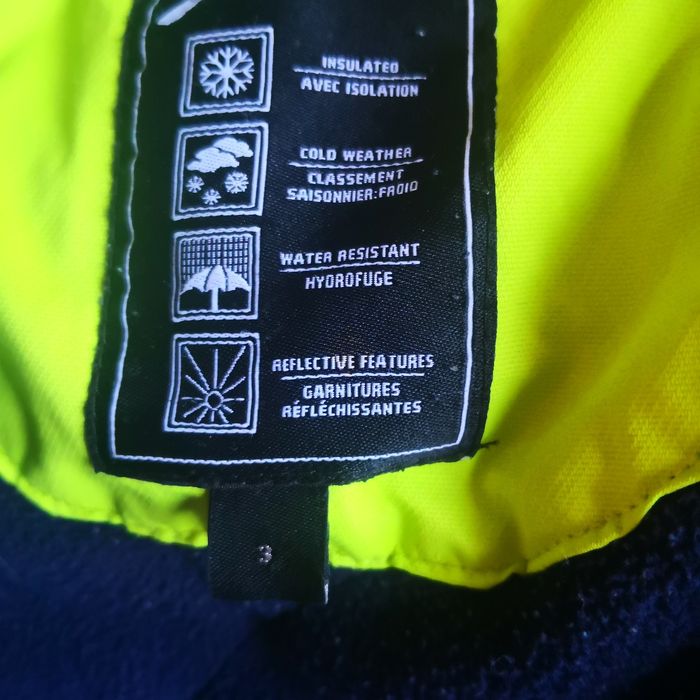 INSULATED
AVEC ISOLATION
COLD WEATHER
CLASSEMENT
SAISONNIER:FROID
WATER RESISTANT
HYDROFUGE
REFLECTIVE FEATURES
GARNITURES
RÉFLÉCHISSANTES
3